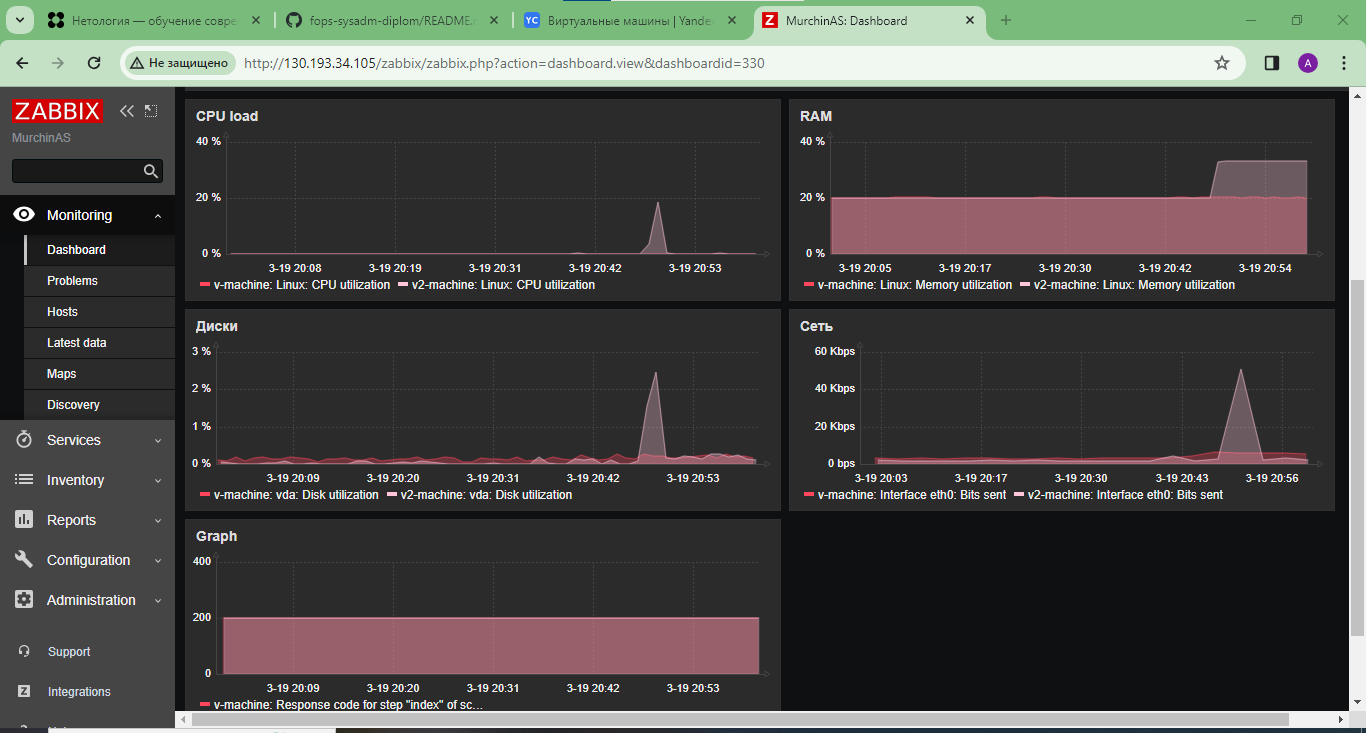 Нетология — обучение совре
fops-sysadm-diplom/README.
YC Виртуальные машины | Yande
Z MurchinAS: Dashboard
Не защищено http://130.193.34.105/zabbix/zabbix.php?action=dashboard.view&dashboardid=330 A
ZABBIX
MurchinAS
Monitoring
Dashboard
Problems
Hosts
Latest data
Maps
Discovery
Services
Inventory
Reports
Configuration
Administration
Support
Z Integrations
CPU load
40 %
20 %
0 %
3-19 20:08 3-19 20:19 3-19 20:31 3-19 20:42 3-19 20:53
v-machine: Linux: CPU utilization v2-machine: Linux: CPU utilization
RAM
40 %
20 %
0 %
3-19 20:05 3-19 20:17 3-19 20:30 3-19 20:42 3-19 20:54
v-machine: Linux: Memory utilization v2-machine: Linux: Memory utilization
Диски
3 %
2 %
1 %
0 %
3-19 20:09 3-19 20:20 3-19 20:31 3-19 20:42 3-19 20:53
v-machine: vda: Disk utilization v2-machine: vda: Disk utilization
Сеть
60 Kbps
40 Kbps
20 Kbps
0 bps
3-19 20:03 3-19 20:17 3-19 20:30 3-19 20:43 3-19 20:56
v-machine: Interface eth0: Bits sent v2-machine: Interface eth0: Bits sent
Graph
400
200
0
3-19 20:09 3-19 20:20 3-19 20:31 3-19 20:42 3-19 20:53
v-machine: Response code for step "index" of sc...